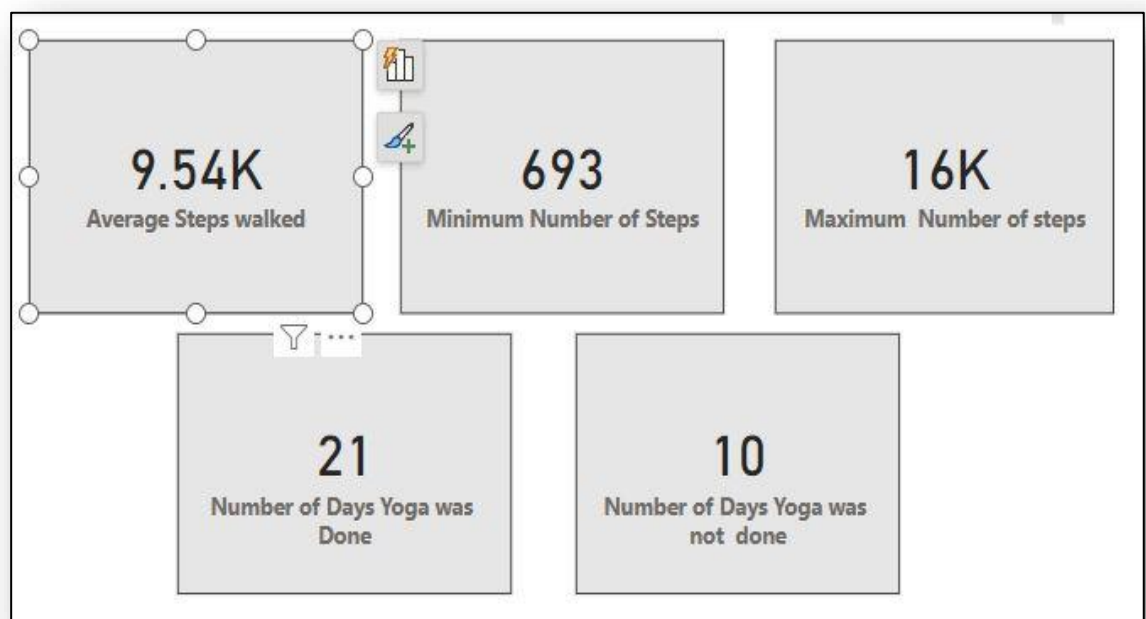 9.54K
Average Steps walked
693
Minimum Number of Steps
16K
Maximum  Number of steps
21
Number of Days Yoga was
Done
10
Number of Days Yoga was
not  done